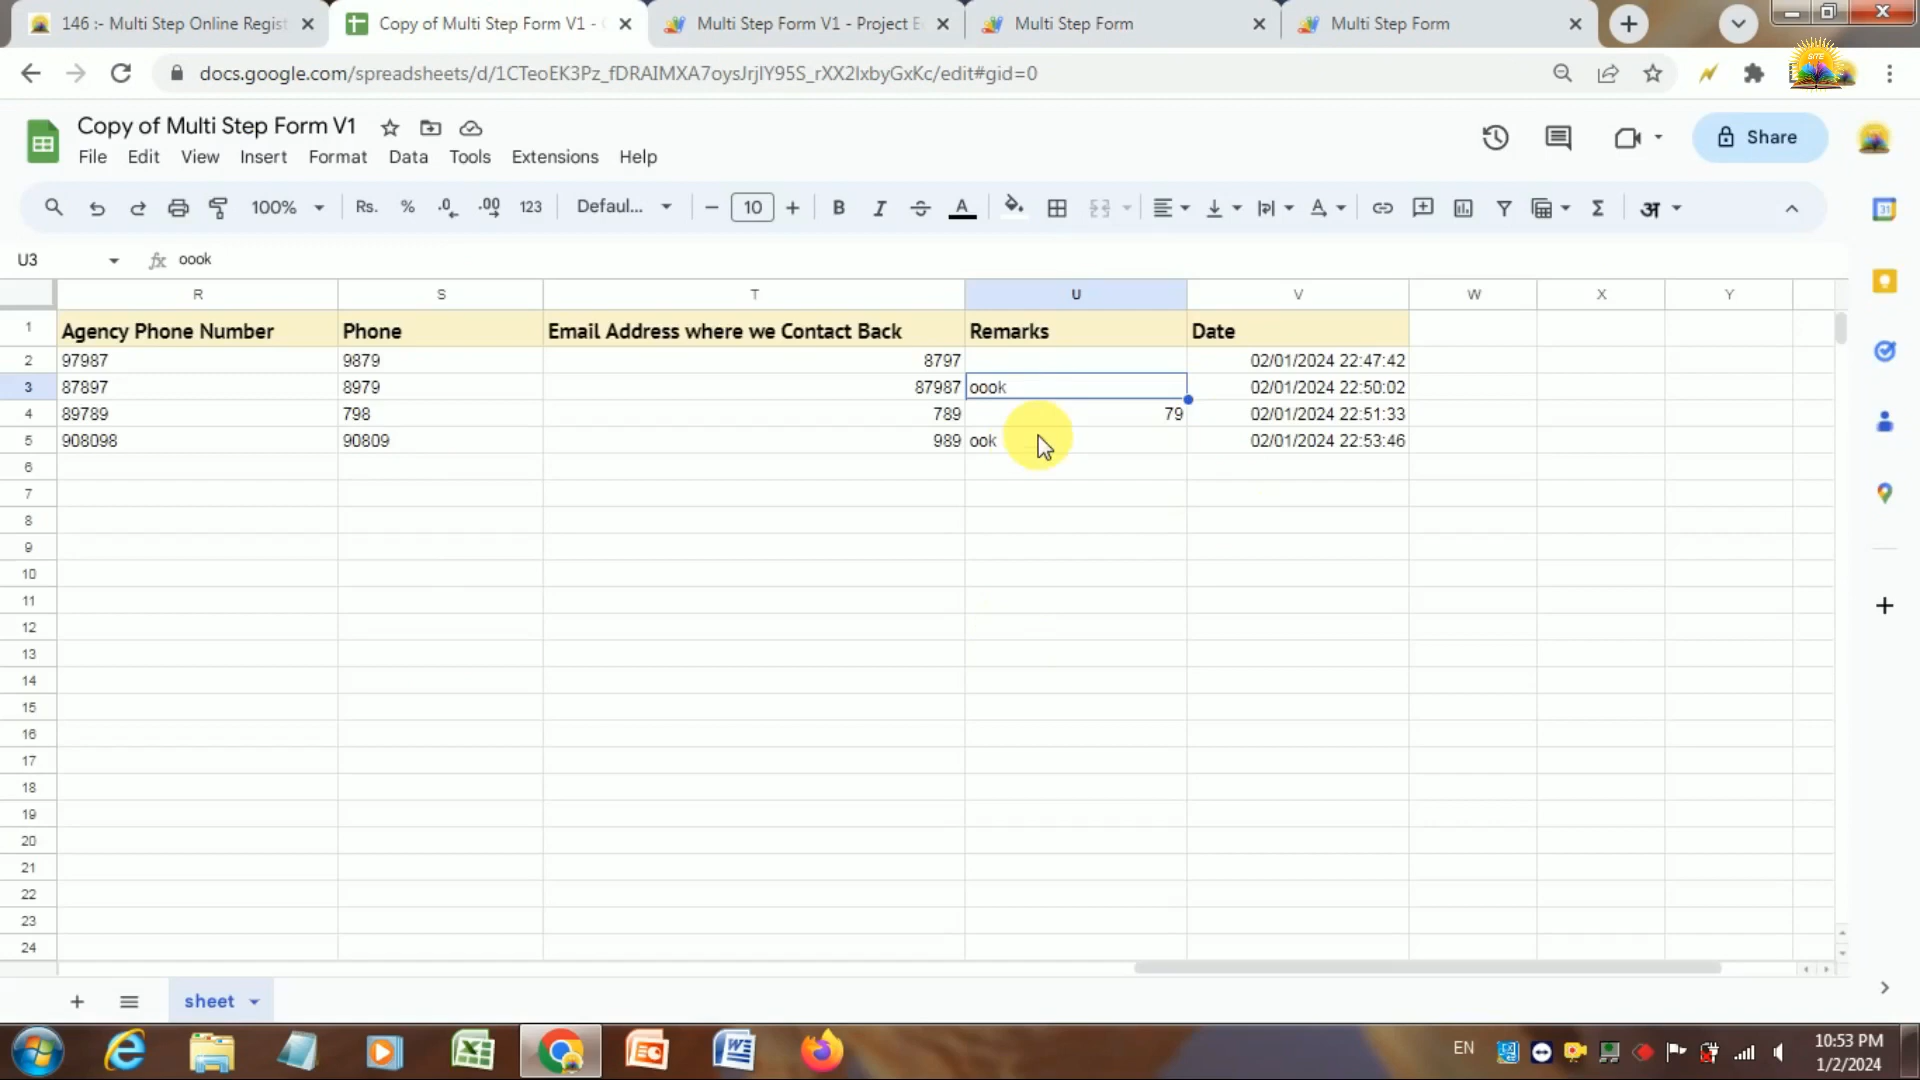 146 :- Multi Step Online Regist
Copy of Multi Step Form V1 -
Multi Step Form V1 - Project E
Multi Step Form
Multi Step Form
docs.google.com/spreadsheets/d/1CTeoEK3Pz_fDRAIMXA7oysJrjIY95S_rXX2IxbyGxKc/edit#gid=0
SITE
Copy of Multi Step Form V1
File Edit View Insert Format Data Tools Extensions Help
Share
100% Rs. % .0 .00 123 Defaul... 10 B I A अ
U3 fx oook
R S T U V W X Y
1 Agency Phone Number Phone Email Address where we Contact Back Remarks Date
2 97987 9879 8797 02/01/2024 22:47:42
3 87897 8979 87987 oook 02/01/2024 22:50:02
4 89789 798 789 79 02/01/2024 22:51:33
5 908098 90809 989 ook 02/01/2024 22:53:46
6
7
8
9
10
11
12
13
14
15
16
17
18
19
20
21
22
23
24
sheet
EN
10:53 PM
1/2/2024